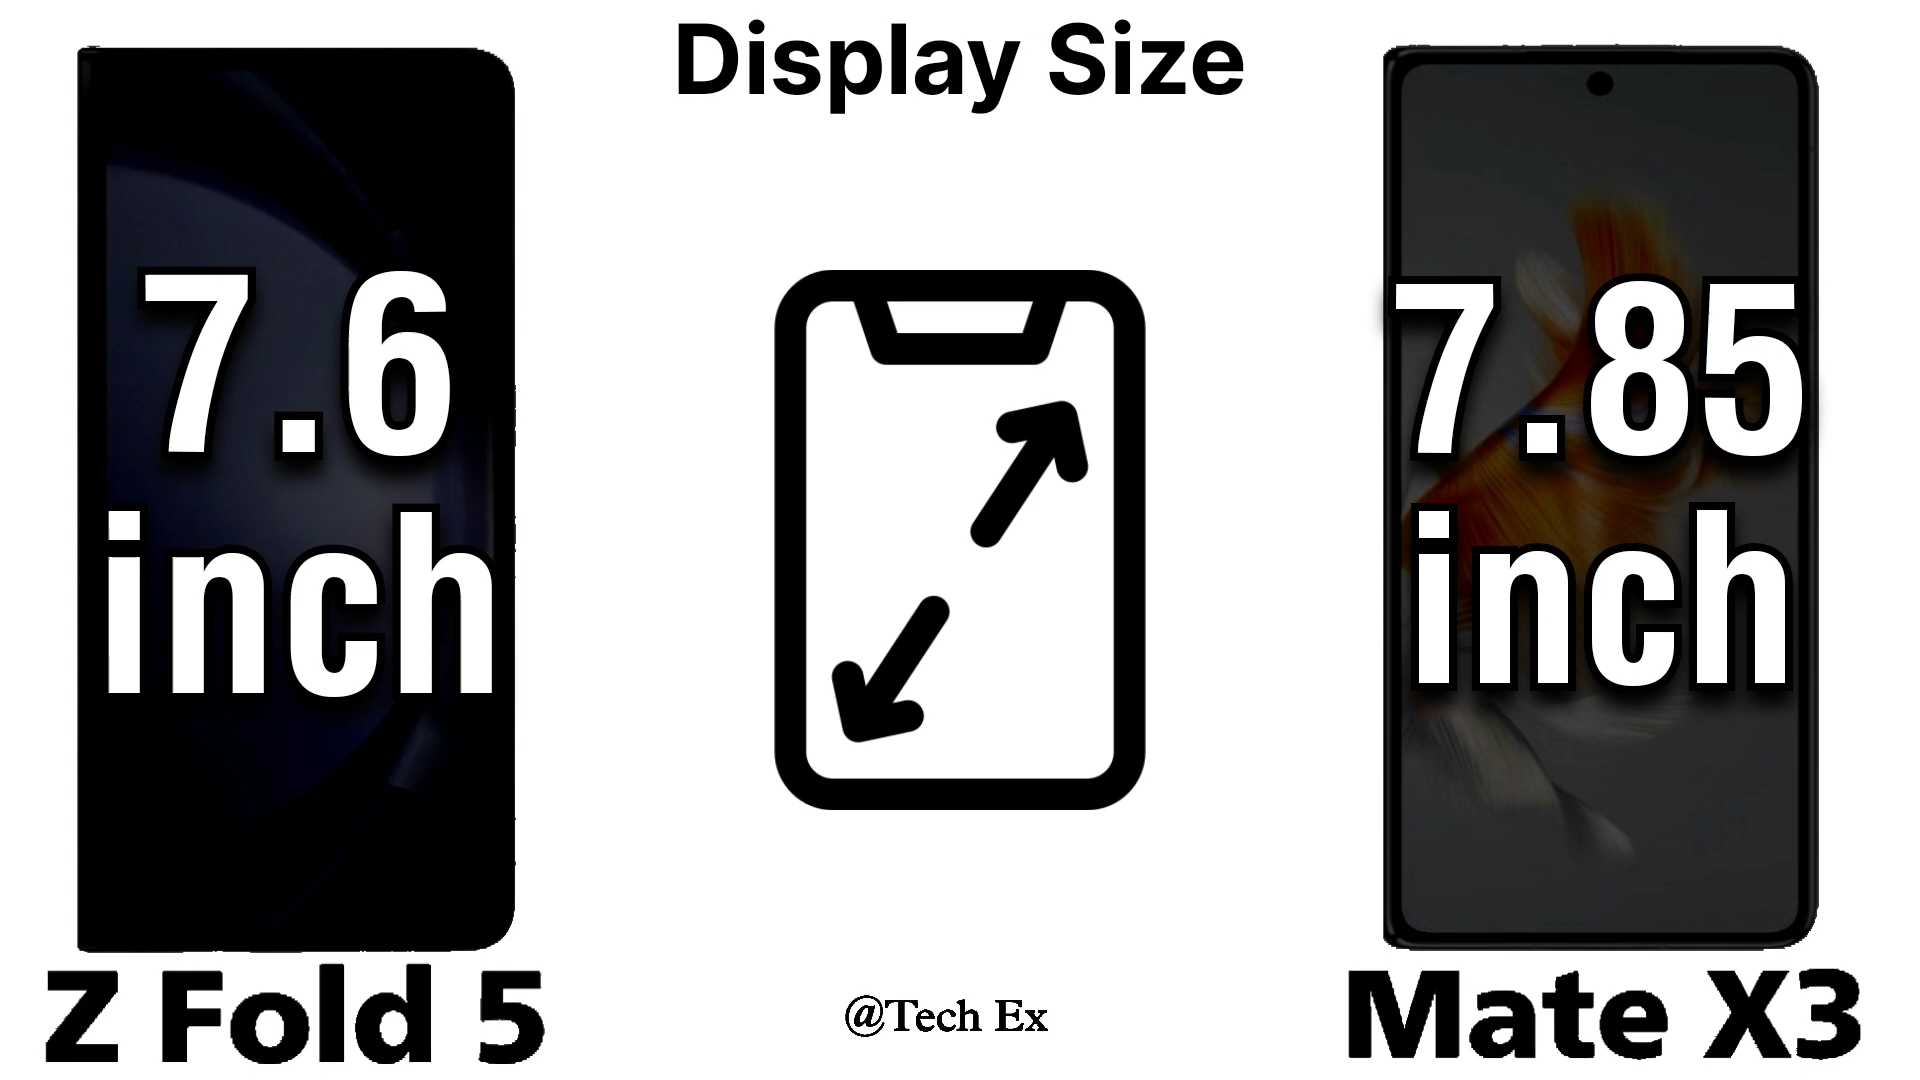 Display Size
7.6
inch
7.85
inch
Z Fold 5
@Tech Ex
Mate X3